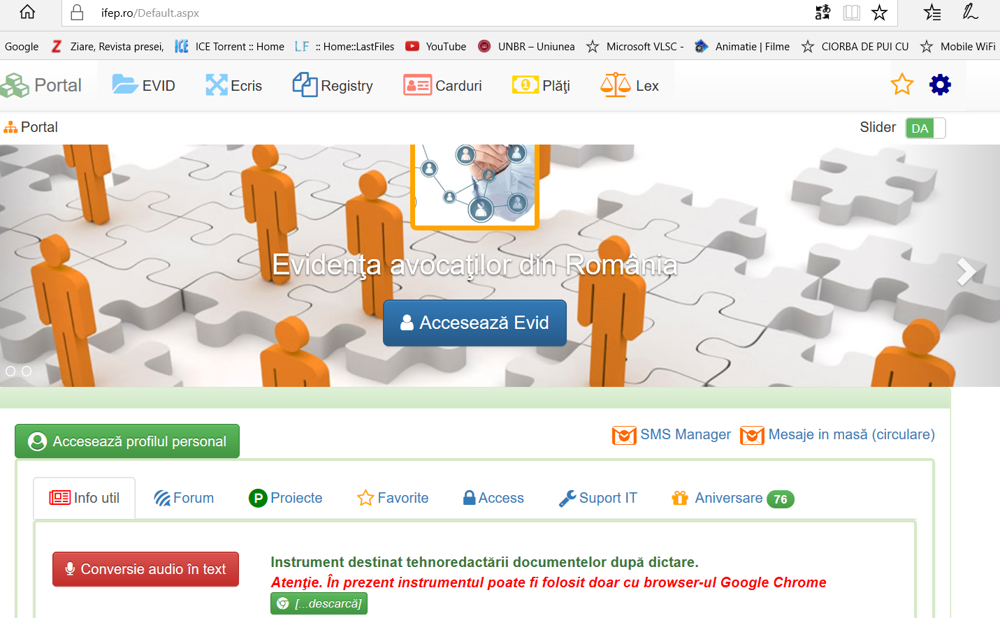 ifep.ro/Default.aspx
Google Ziare, Revista presei, ICE Torrent :: Home LF :: Home::LastFiles YouTube UNBR – Uniunea Microsoft VLSC - Animatie | Filme CIORBA DE PUI CU Mobile WiFi
Portal EVID Ecris Registry Carduri Plăţi Lex
Portal Slider DA
Evidenţa avocaţilor din România
Accesează Evid
Accesează profilul personal SMS Manager Mesaje in masă (circulare)
Info util Forum P Proiecte Favorite Access Suport IT Aniversare 76
Conversie audio în text Instrument destinat tehnoredactării documentelor după dictare.
Atenţie. În prezent instrumentul poate fi folosit doar cu browser-ul Google Chrome
[...descarcă]